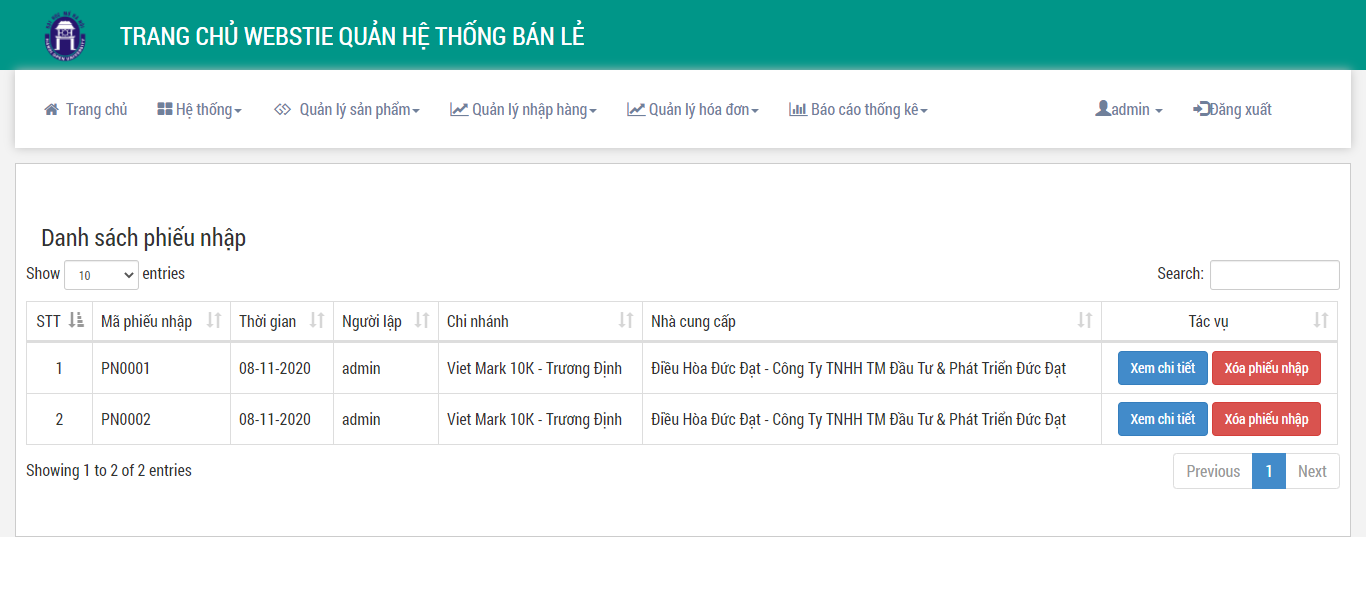 TRANG CHỦ WEBSTIE QUẢN HỆ THỐNG BÁN LẺ
Trang chủ Hệ thống Quản lý sản phẩm Quản lý nhập hàng Quản lý hóa đơn Báo cáo thống kê admin Đăng xuất
Danh sách phiếu nhập
Show 10 entries Search:
STT Mã phiếu nhập Thời gian Người lập Chi nhánh Nhà cung cấp Tác vụ
1 PN0001 08-11-2020 admin Viet Mark 10K - Trương Định Điều Hòa Đức Đạt - Công Ty TNHH TM Đầu Tư & Phát Triển Đức Đạt Xem chi tiết Xóa phiếu nhập
2 PN0002 08-11-2020 admin Viet Mark 10K - Trương Định Điều Hòa Đức Đạt - Công Ty TNHH TM Đầu Tư & Phát Triển Đức Đạt Xem chi tiết Xóa phiếu nhập
Showing 1 to 2 of 2 entries Previous 1 Next